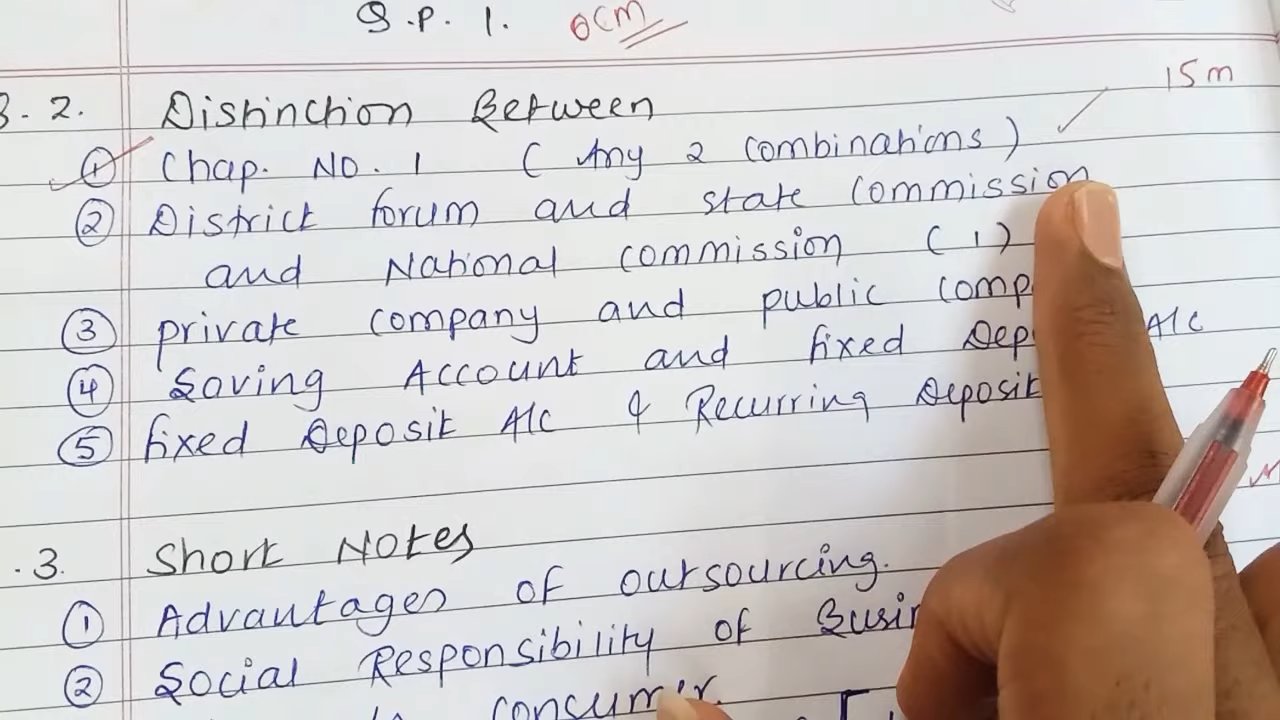 S.P. 1. OCM
3.2. Distinction Between 15m
① Chap. No. 1 (Any 2 combinations)
② District forum and state commission
and National commission (1)
③ private company and public comp
④ Saving Account and fixed Dep A/c
⑤ fixed Deposit A/c & Recurring Deposit
.3. Short Notes
① Advantages of outsourcing.
② Social Responsibility of Busin
consumer.